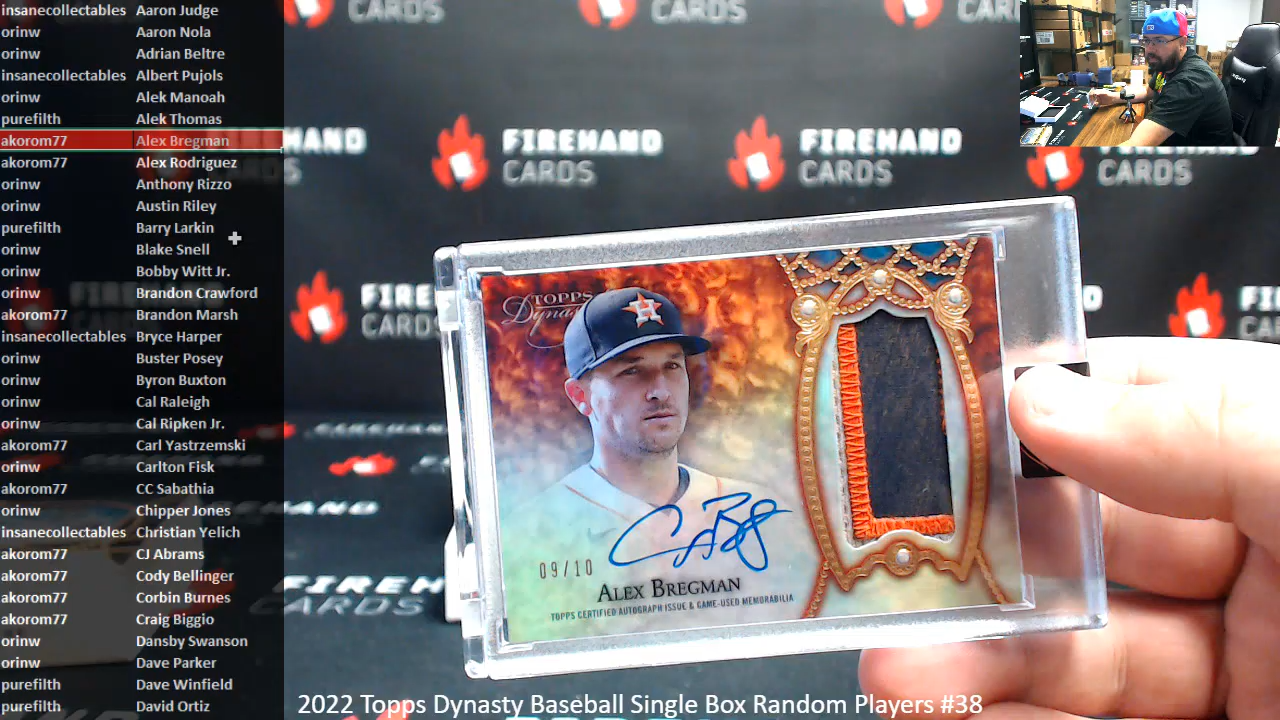 insanecollectables Aaron Judge
orinw Aaron Nola
orinw Adrian Beltre
insanecollectables Albert Pujols
orinw Alek Manoah
purefilth Alek Thomas
akorom77 Alex Bregman
akorom77 Alex Rodriguez
orinw Anthony Rizzo
orinw Austin Riley
purefilth Barry Larkin
orinw Blake Snell
orinw Bobby Witt Jr.
orinw Brandon Crawford
akorom77 Brandon Marsh
insanecollectables Bryce Harper
orinw Buster Posey
orinw Byron Buxton
orinw Cal Raleigh
orinw Cal Ripken Jr.
akorom77 Carl Yastrzemski
orinw Carlton Fisk
akorom77 CC Sabathia
orinw Chipper Jones
insanecollectables Christian Yelich
akorom77 CJ Abrams
akorom77 Cody Bellinger
akorom77 Corbin Burnes
akorom77 Craig Biggio
orinw Dansby Swanson
orinw Dave Parker
purefilth Dave Winfield
purefilth David Ortiz
CARDS
CARDS
FIREHAND
CARDS
FIREHAND
CARDS
CARDS
TOPPS
Dynasty
H
09/10
ALEX BREGMAN
TOPPS CERTIFIED AUTOGRAPH ISSUE & GAME-USED MEMORABILIA
2022 Topps Dynasty Baseball Single Box Random Players #38